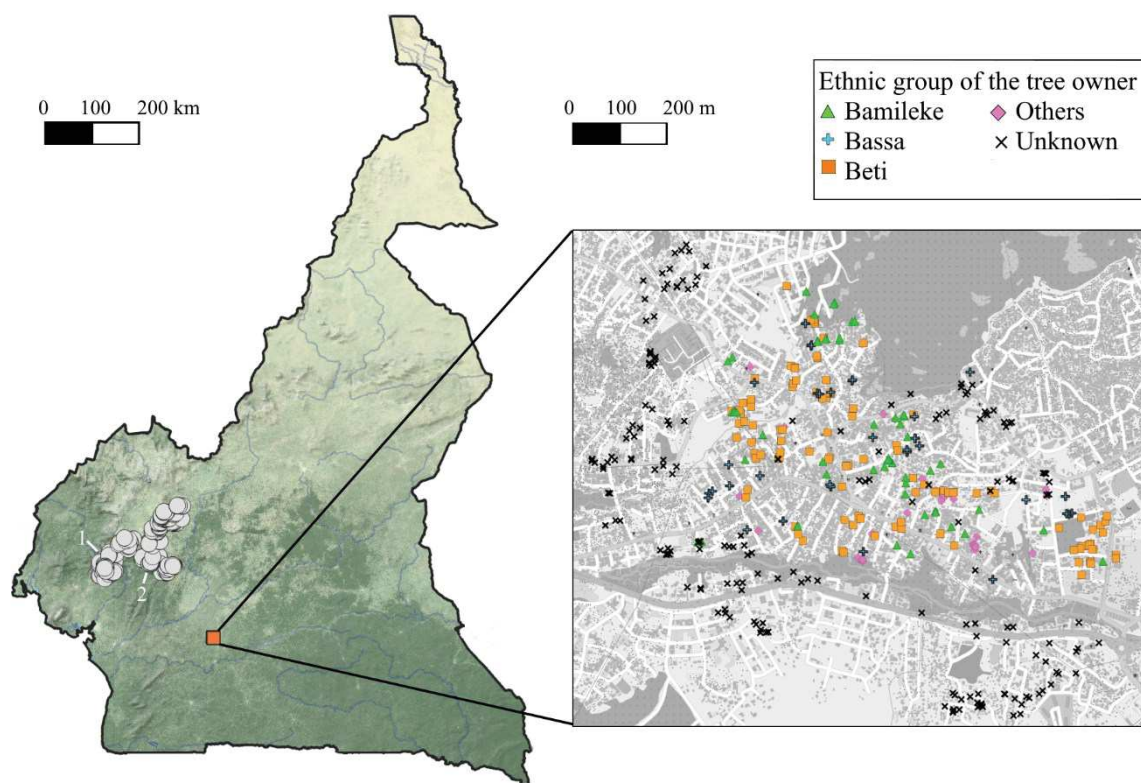 0 100 200 km
0 100 200 m
Ethnic group of the tree owner
Bamileke Others
Bassa Unknown
Beti
1
2